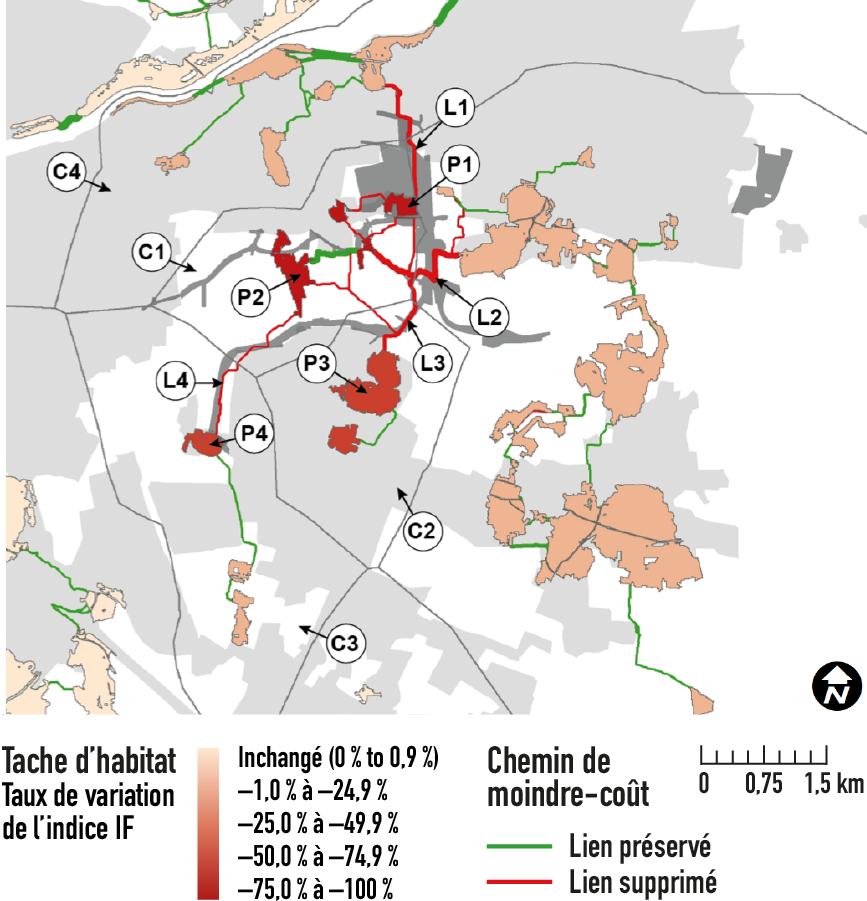 L1
P1
C4
C1
P2
L2
P3
L3
L4
P4
C2
C3
N
Tache d’habitat
Taux de variation
de l’indice IF
Inchangé (0 % to 0,9 %)
–1,0 % à –24,9 %
–25,0 % à –49,9 %
–50,0 % à –74,9 %
–75,0 % à –100 %
Chemin de
moindre-coût
Lien préservé
Lien supprimé
0 0,75 1,5 km